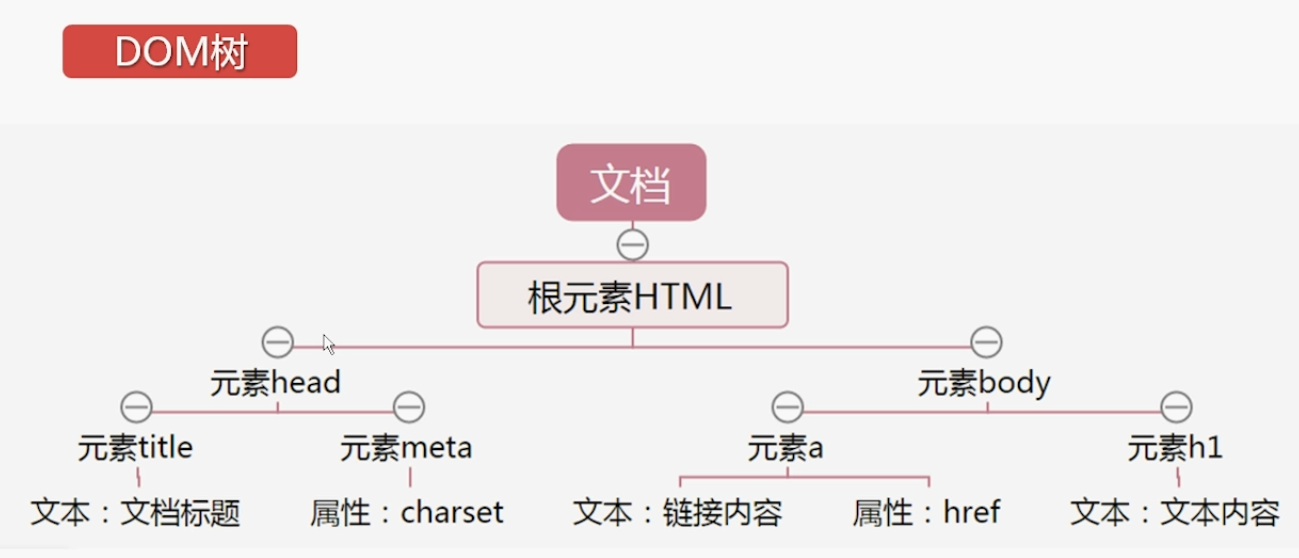 DOM树
文档
根元素HTML
元素head 元素body
元素title 元素meta 元素a 元素h1
文本：文档标题 属性：charset 文本：链接内容 属性：href 文本：文本内容